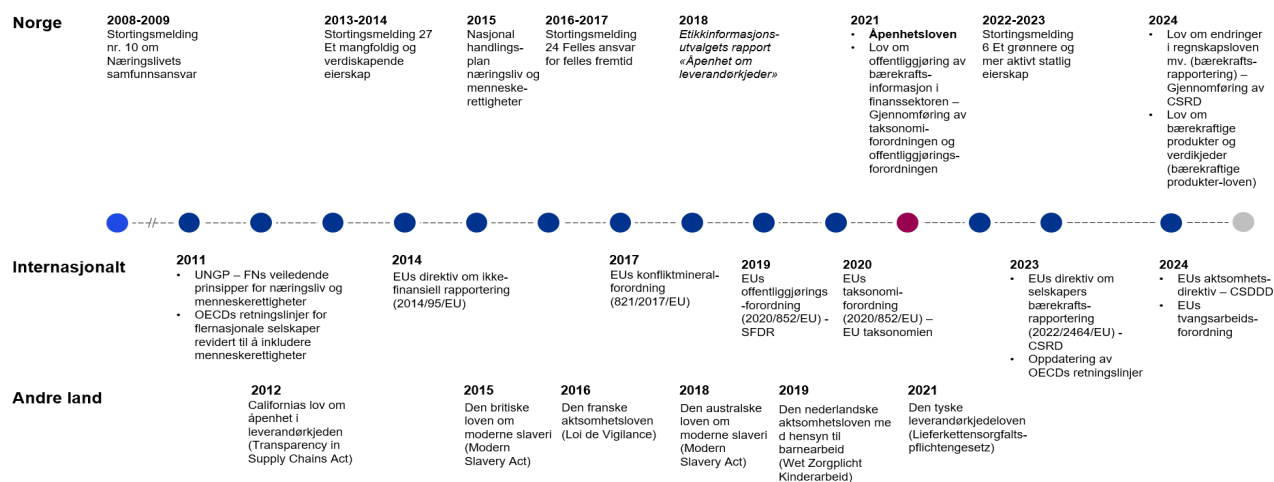 Norge
2008-2009
Stortingsmelding
nr. 10 om
Næringslivets
samfunnsansvar
2013-2014
Stortingsmelding 27
Et mangfoldig og
verdiskapende
eierskap
2015
Nasjonal
handlings-
plan
næringsliv og
menneske-
rettigheter
2016-2017
Stortingsmelding
24 Felles ansvar
for felles fremtid
2018
Etikkinformasjons-
utvalgets rapport
«Åpenhet om
leverandørkjeder»
2021
• Åpenhetsloven
• Lov om
offentliggjøring av
bærekrafts-
informasjon i
finanssektoren –
Gjennomføring av
taksonomi-
forordningen og
offentliggjørings-
forordningen
2022-2023
Stortingsmelding
6 Et grønnere og
mer aktivt statlig
eierskap
2024
• Lov om endringer
i regnskapsloven
mv. (bærekrafts-
rapportering) –
Gjennomføring av
CSRD
• Lov om
bærekraftige
produkter og
verdikjeder
(bærekraftige
produkter-loven)
//
Internasjonalt
2011
• UNGP – FNs veiledende
prinsipper for næringsliv og
menneskerettigheter
• OECDs retningslinjer for
flernasjonale selskaper
revidert til å inkludere
menneskerettigheter
2014
EUs direktiv om ikke-
finansiell rapportering
(2014/95/EU)
2017
EUs konfliktmineral-
forordning
(821/2017/EU)
2019
EUs
offentliggjørings
-forordning
(2020/852/EU) -
SFDR
2020
EUs
taksonomi-
forordning
(2020/852/EU) –
EU taksonomien
2023
• EUs direktiv om
selskapers
bærekrafts-
rapportering
(2022/2464/EU) -
CSRD
• Oppdatering av
OECDs retningslinjer
2024
• EUs aktsomhets-
direktiv – CSDDD
• EUs
tvangsarbeids-
forordning
Andre land
2012
Californias lov om
åpenhet i
leverandørkjeden
(Transparency in
Supply Chains Act)
2015
Den britiske
loven om
moderne slaveri
(Modern
Slavery Act)
2016
Den franske
aktsomhetsloven
(Loi de Vigilance)
2018
Den australske
loven om
moderne slaveri
(Modern
Slavery Act)
2019
Den nederlandske
aktsomhetsloven me
d hensyn til
barnearbeid
(Wet Zorgplicht
Kinderarbeid)
2021
Den tyske
leverandørkjedeloven
(Lieferkettensorgfalts-
pflichtengesetz)